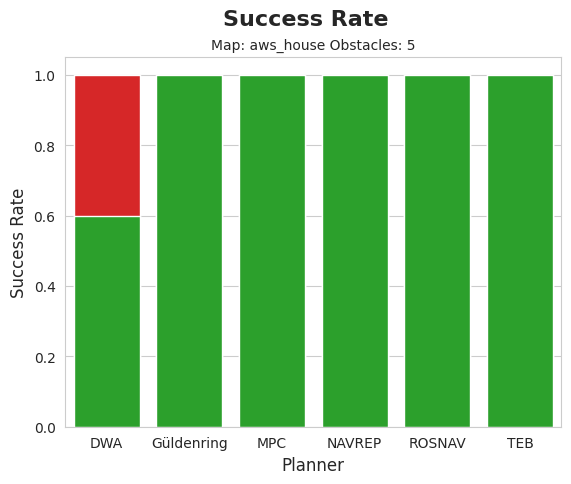 Success Rate
Map: aws_house Obstacles: 5
Success Rate
1.0
0.8
0.6
0.4
0.2
0.0
DWA Güldenring MPC NAVREP ROSNAV TEB
Planner